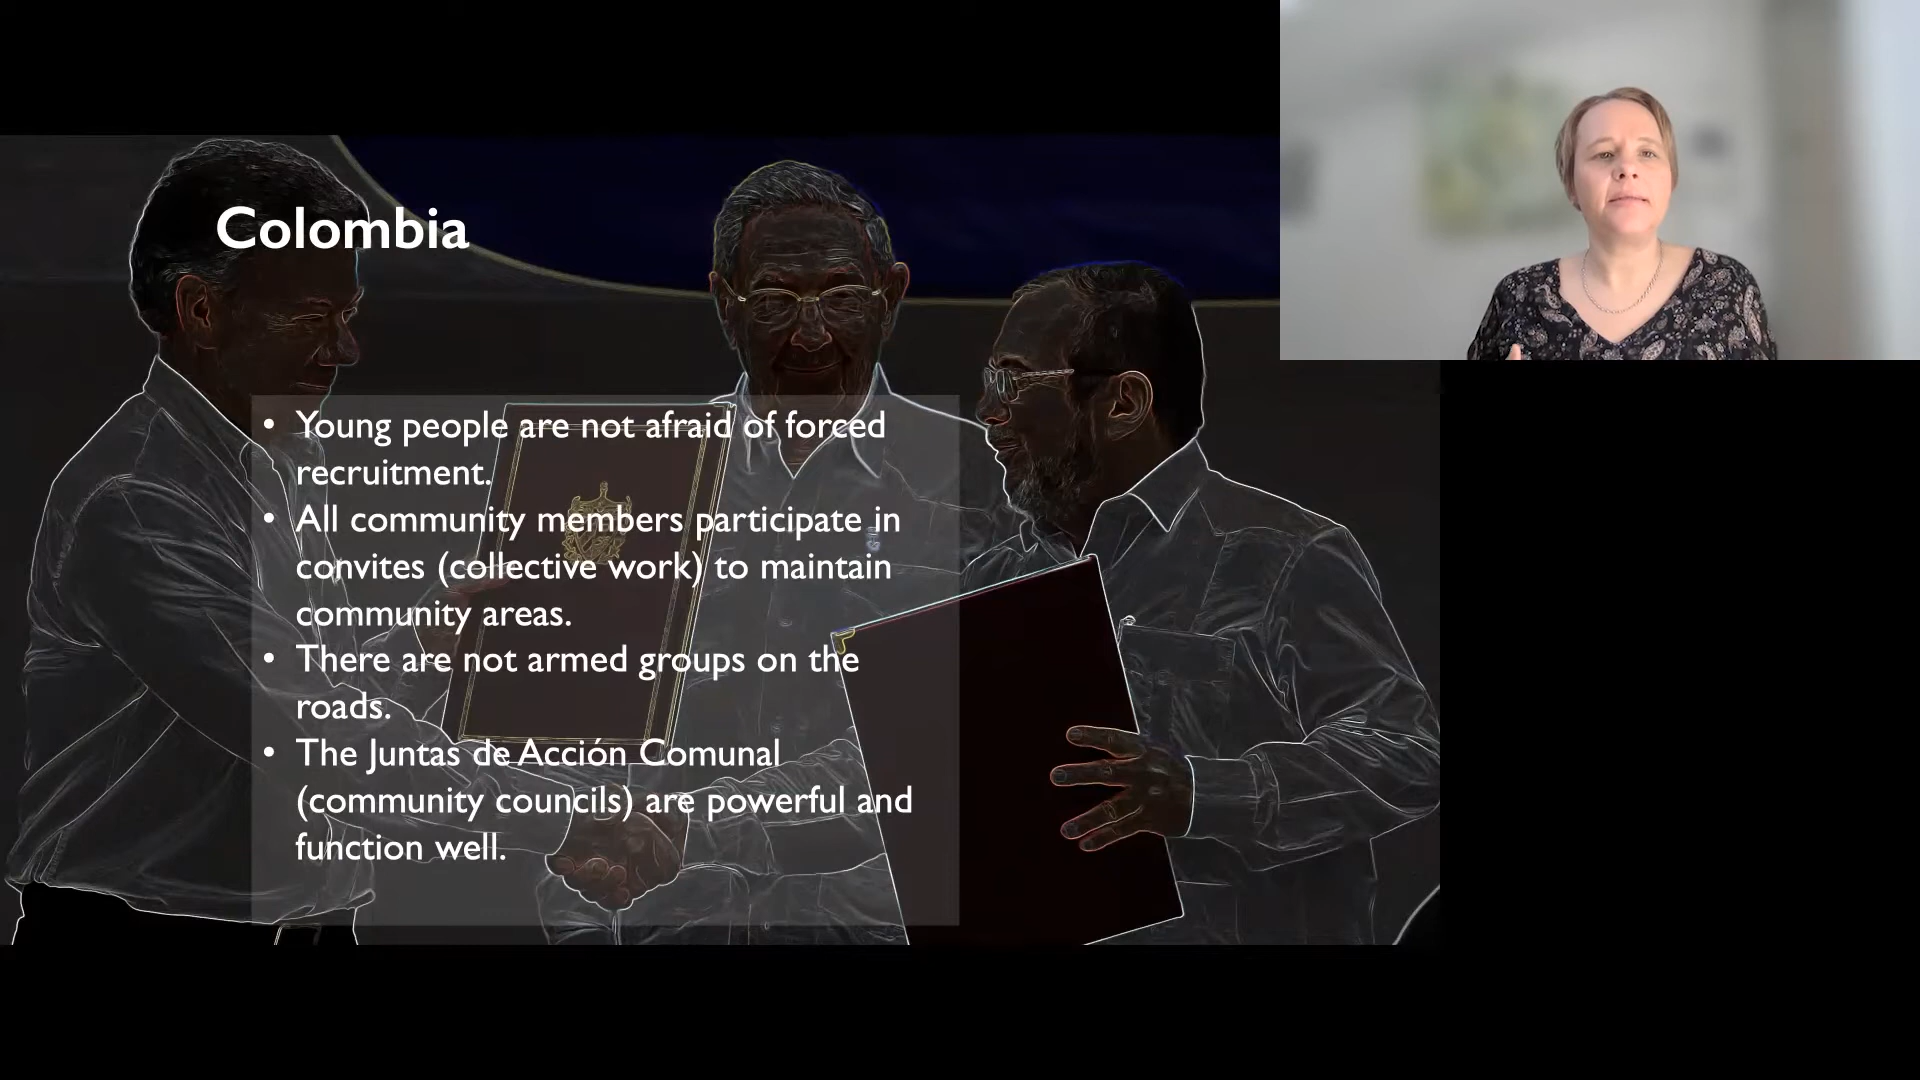 Colombia
• Young people are not afraid of forced
recruitment.
• All community members participate in
convites (collective work) to maintain
community areas.
• There are not armed groups on the
roads.
• The Juntas de Acción Comunal
(community councils) are powerful and
function well.